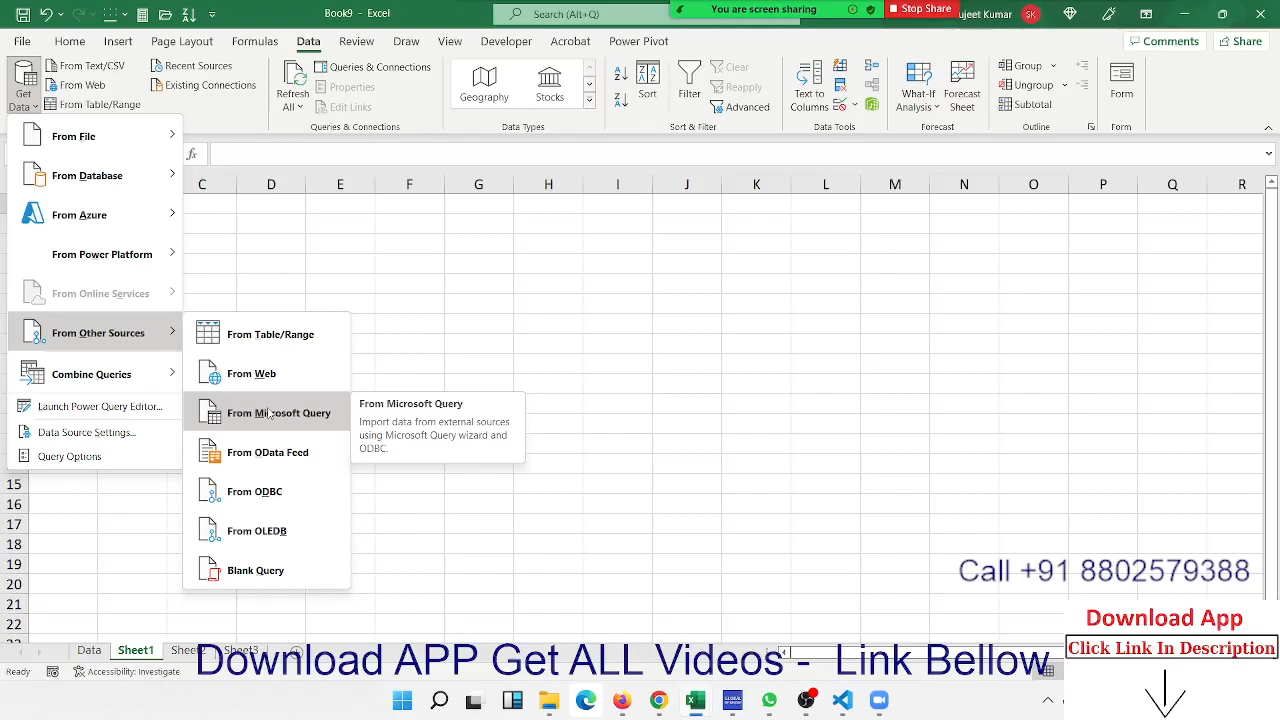 Book9 - Excel
Search (Alt+Q)
You are screen sharing
Stop Share
ujeet Kumar
SK
File
Home
Insert
Page Layout
Formulas
Data
Review
View
Developer
Acrobat
Power Pivot
Comments
Share
Get
Data
From Text/CSV
From Web
From Table/Range
Recent Sources
Existing Connections
Refresh
All
Queries & Connections
Properties
Edit Links
Queries & Connections
Geography
Stocks
Data Types
Sort
Filter
Clear
Reapply
Advanced
Sort & Filter
Text to
Columns
Data Tools
What-If
Analysis
Forecast
Sheet
Forecast
Group
Ungroup
Subtotal
Outline
Form
Form
fx
C D E F G H I J K L M N O P Q R
From File
From Database
From Azure
From Power Platform
From Online Services
From Other Sources
Combine Queries
Launch Power Query Editor...
Data Source Settings...
Query Options
From Table/Range
From Web
From Microsoft Query
From OData Feed
From ODBC
From OLEDB
Blank Query
From Microsoft Query
Import data from external sources
using Microsoft Query wizard and
ODBC.
15
16
17
18
19
20
21
22
Call +91 8802579388
Download App
Click Link In Description
Data
Sheet1
Sheet2
Sheet3
Download APP Get ALL Videos - Link Bellow
Ready
Accessibility: Investigate